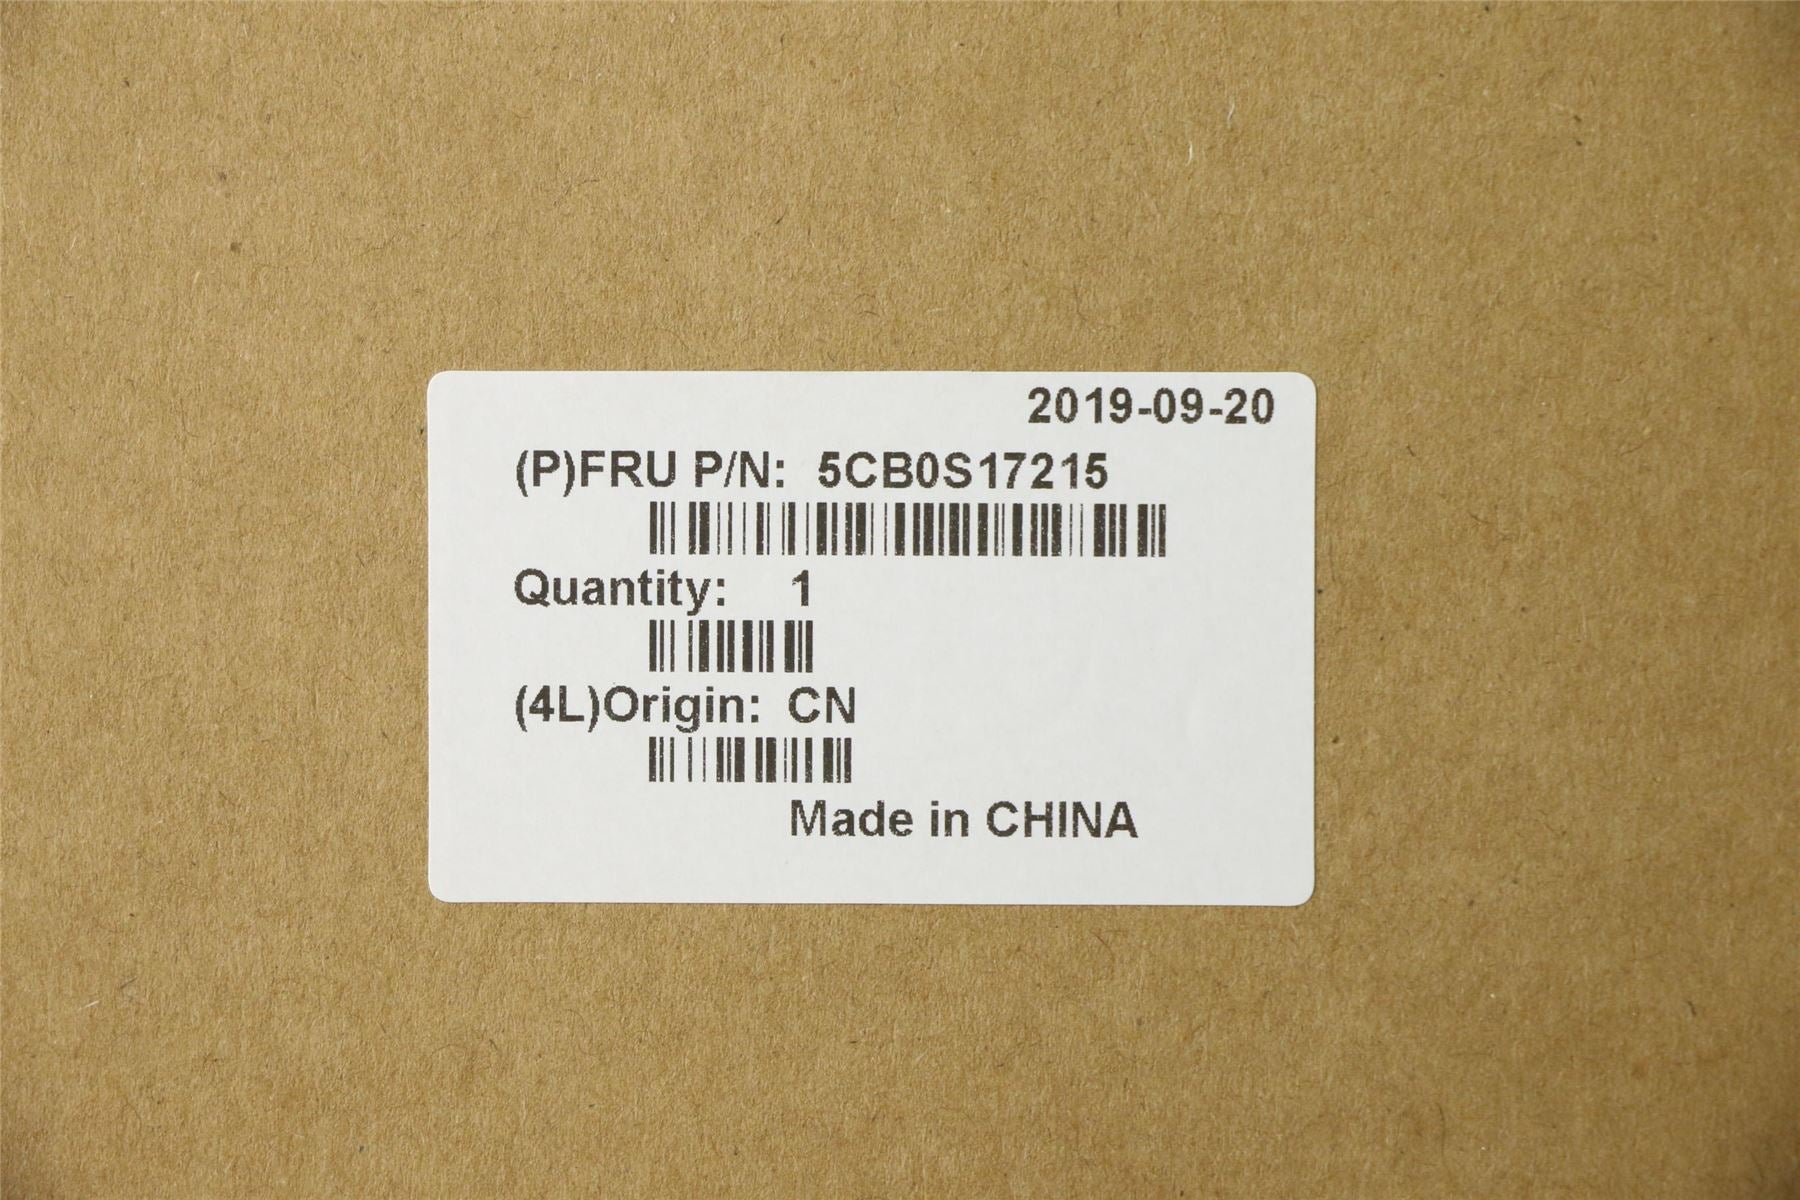 2019-09-20
(P)FRU P/N: 5CB0S17215
Quantity: 1
(4L)Origin: CN
Made in CHINA